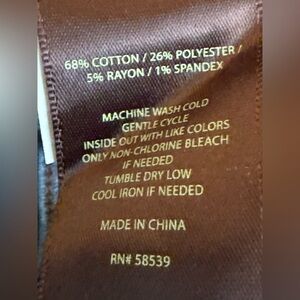 68% COTTON / 26% POLYESTER /
5% RAYON / 1% SPANDEX
MACHINE WASH COLD
GENTLE CYCLE
INSIDE OUT WITH LIKE COLORS
ONLY NON-CHLORINE BLEACH
IF NEEDED
TUMBLE DRY LOW
COOL IRON IF NEEDED
MADE IN CHINA
RN# 58539